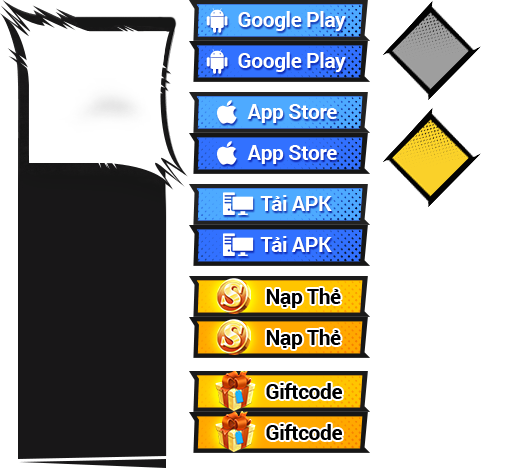 Google Play
Google Play
App Store
App Store
Tải APK
Tải APK
Nạp Thẻ
Nạp Thẻ
Giftcode
Giftcode